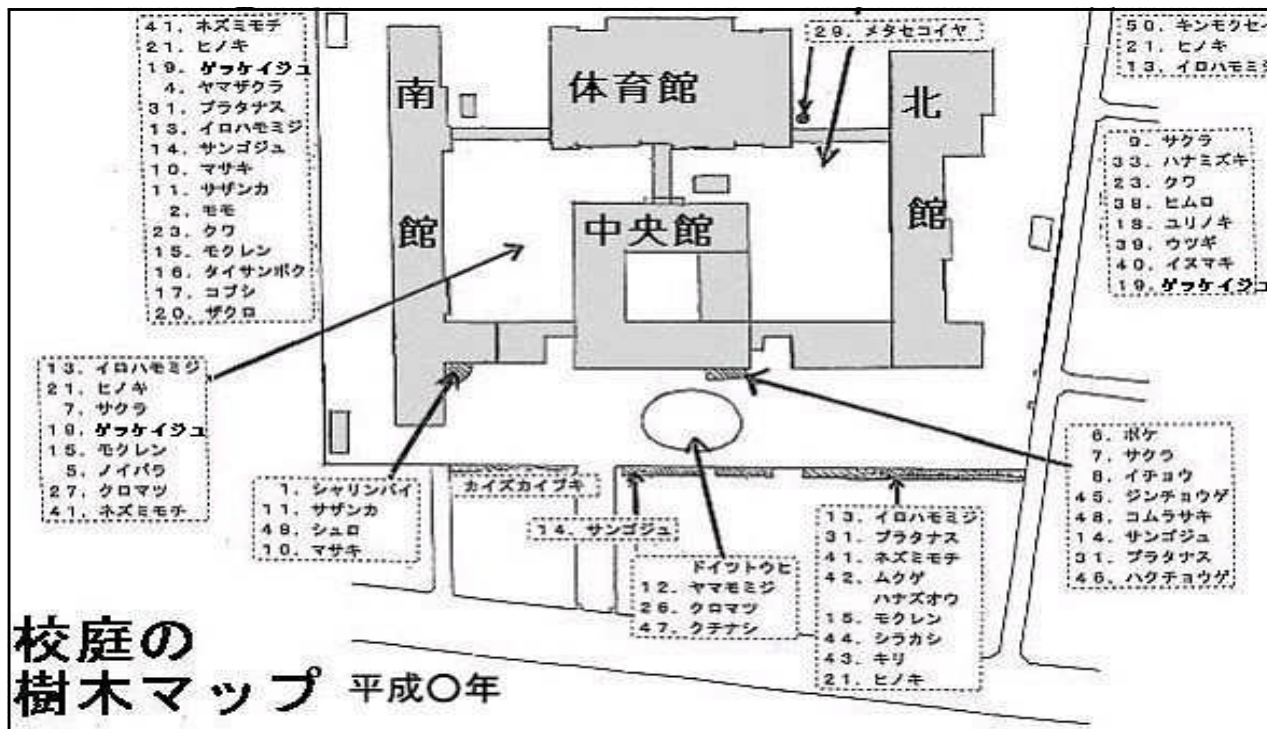 41. ネズミモチ
21. ヒノキ
19. ゲッケイジュ
4. ヤマザクラ
31. プラタナス
13. イロハモミジ
14. サンゴジュ
10. マサキ
11. サザンカ
2. モモ
23. クワ
15. モクレン
16. タイサンボク
17. コブシ
20. ザクロ
南館
体育館
29. メタセコイヤ
北館
中央館
50. キンモクセイ
21. ヒノキ
13. イロハモミジ
9. サクラ
33. ハナミズキ
23. クワ
38. ヒムロ
18. ユリノキ
39. ウツギ
40. イヌマキ
19. ゲッケイジュ
13. イロハモミジ
21. ヒノキ
7. サクラ
19. ゲッケイジュ
15. モクレン
5. ノイバラ
27. クロマツ
41. ネズミモチ
1. シャリンバイ
11. サザンカ
49. シュロ
10. マサキ
カイズカイブキ
14. サンゴジュ
ドイツトウヒ
12. ヤマモミジ
26. クロマツ
47. クチナシ
13. イロハモミジ
31. プラタナス
41. ネズミモチ
42. ムクゲ
ハナズオウ
15. モクレン
44. シラカシ
43. キリ
21. ヒノキ
6. ボケ
7. サクラ
8. イチョウ
45. ジンチョウゲ
48. コムラサキ
14. サンゴジュ
31. プラタナス
46. ハクチョウゲ
校庭の
樹木マップ 平成〇年